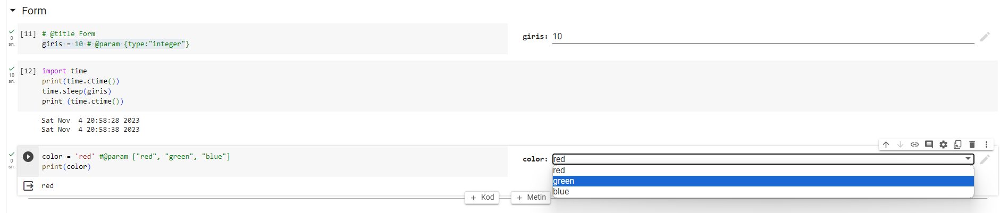 Form
[11] # @title Form
giris = 10 # @param {type:"integer"}
0
sn.
giris: 10
[12] import time
print(time.ctime())
time.sleep(giris)
print (time.ctime())
10
sn.
Sat Nov  4 20:58:28 2023
Sat Nov  4 20:58:38 2023
color = 'red' #@param ["red", "green", "blue"]
print(color)
0
sn.
color: red
red
green
blue
red
+ Kod
+ Metin